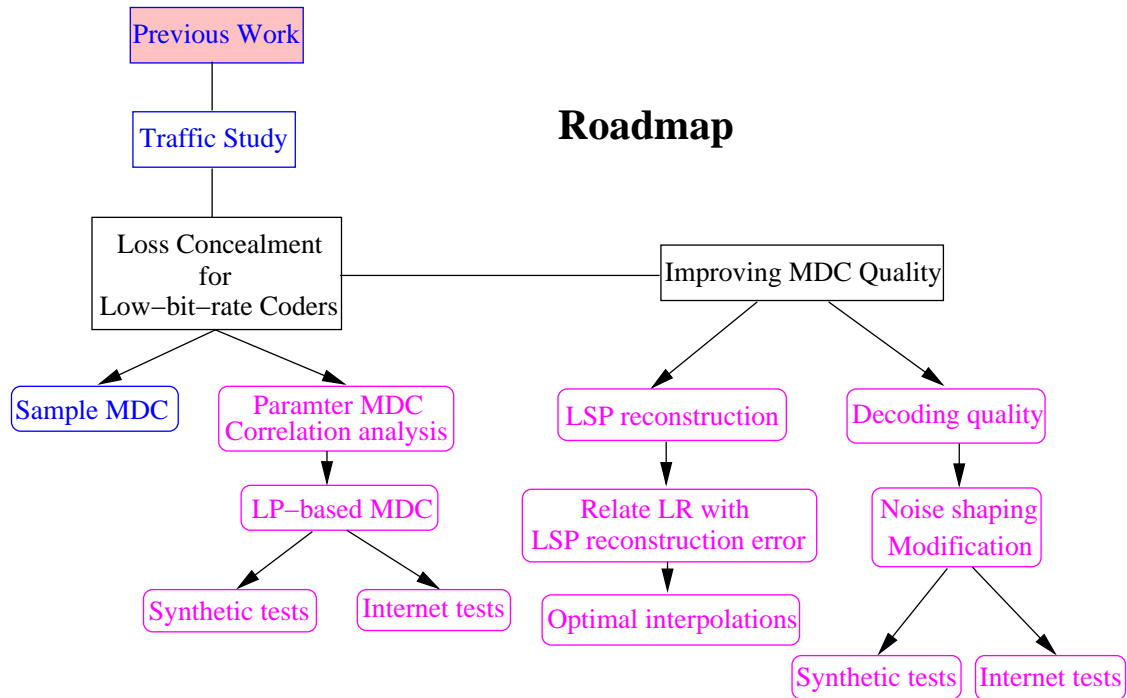 Previous Work
Traffic Study
Roadmap
Loss Concealment
for
Low−bit−rate Coders
Improving MDC Quality
Sample MDC
Paramter MDC
Correlation analysis
LSP reconstruction
Decoding quality
LP−based MDC
Relate LR with
LSP reconstruction error
Noise shaping
Modification
Synthetic tests
Internet tests
Optimal interpolations
Synthetic tests
Internet tests